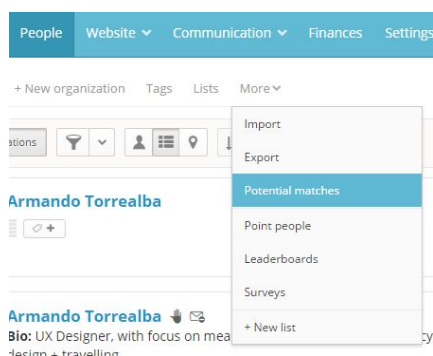 People Website Communication Finances Settings
+ New organization Tags Lists More
Import
ations
Export
Potential matches
Armando Torrealba
+
Point people
Leaderboards
Surveys
Armando Torrealba
+ New list
Bio: UX Designer, with focus on mea cy
design + travelling